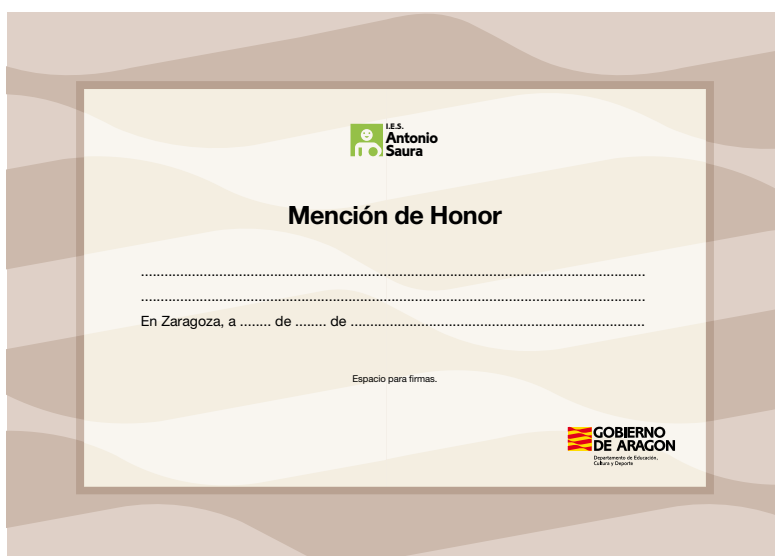 I.E.S.
Antonio
Saura
Mención de Honor
................................................................................................................................
................................................................................................................................
En Zaragoza, a ........ de ........ de ...........................................................................
Espacio para firmas.
GOBIERNO
DE ARAGON
Departamento de Educación,
Cultura y Deporte